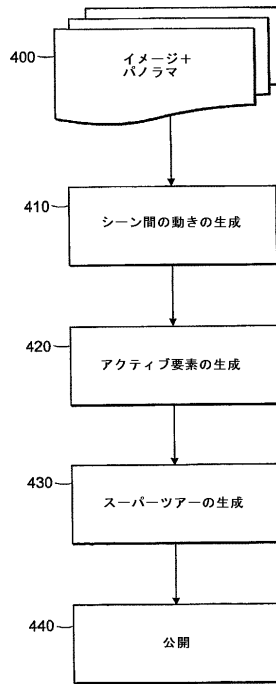 400
イメージ+
パノラマ
410
シーン間の動きの生成
420
アクティブ要素の生成
430
スーパーツアーの生成
440
公開